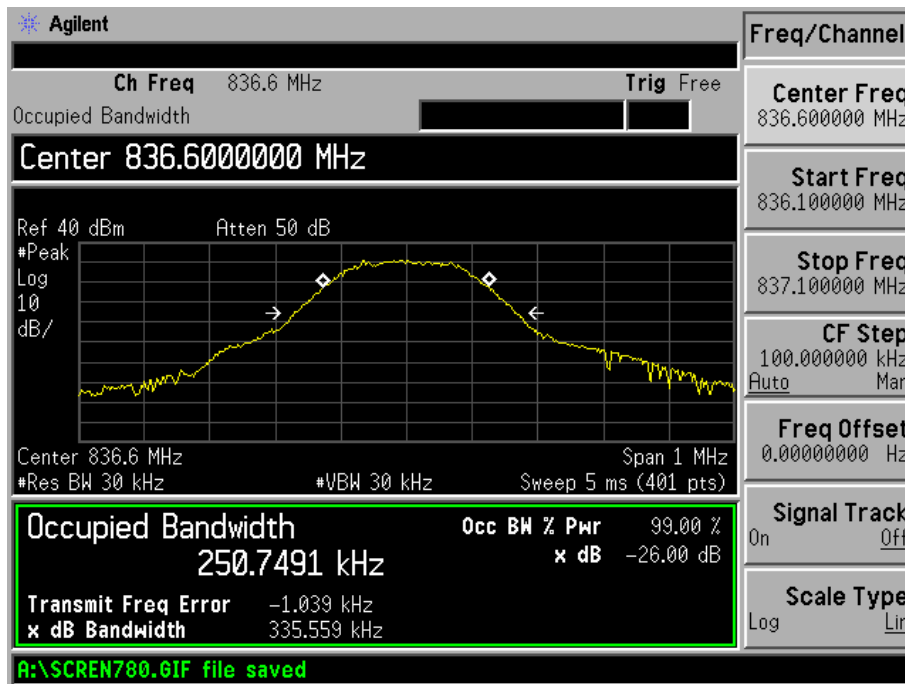 Agilent
Freq/Channel
Ch Freq 836.6 MHz Trig Free
Occupied Bandwidth
Center 836.6000000 MHz
Ref 40 dBm Atten 50 dB
#Peak
Log
10
dB/
Center 836.6 MHz Span 1 MHz
#Res BW 30 kHz #VBW 30 kHz Sweep 5 ms (401 pts)
Occupied Bandwidth
250.7491 kHz
Occ BW % Pwr 99.00 %
x dB -26.00 dB
Transmit Freq Error -1.039 kHz
x dB Bandwidth 335.559 kHz
A:\SCREN780.GIF file saved
Center Freq
836.600000 MHz
Start Freq
836.100000 MHz
Stop Freq
837.100000 MHz
CF Step
100.000000 kHz
Auto Man
Freq Offset
0.00000000 Hz
Signal Track
On Off
Scale Type
Log Lin